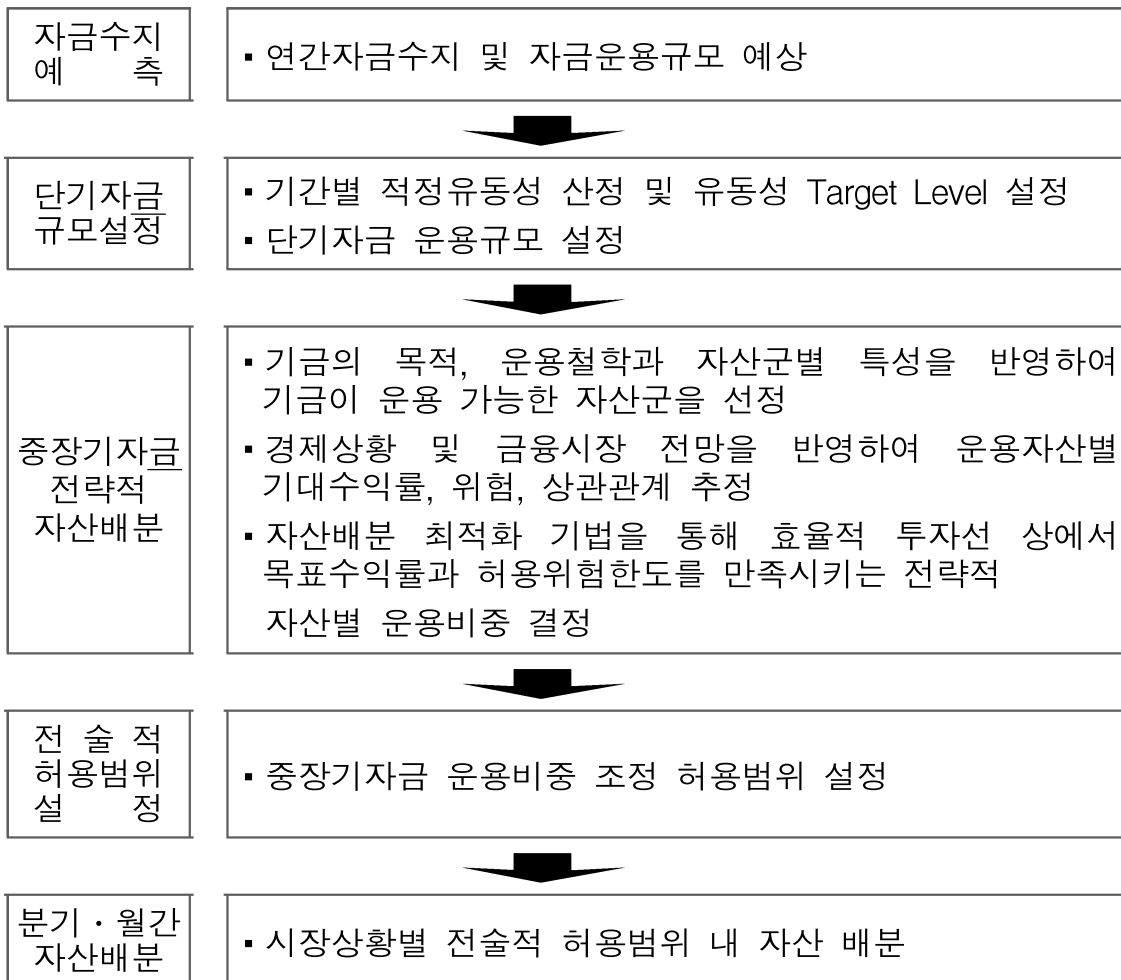 자금수지
예 측
▪ 연간자금수지 및 자금운용규모 예상
단기자금
규모설정
▪ 기간별 적정유동성 산정 및 유동성 Target Level 설정
▪ 단기자금 운용규모 설정
중장기자금
전략적
자산배분
▪ 기금의 목적, 운용철학과 자산군별 특성을 반영하여
기금이 운용 가능한 자산군을 선정
▪ 경제상황 및 금융시장 전망을 반영하여 운용자산별
기대수익률, 위험, 상관관계 추정
▪ 자산배분 최적화 기법을 통해 효율적 투자선 상에서
목표수익률과 허용위험한도를 만족시키는 전략적
자산별 운용비중 결정
전 술 적
허용범위
설 정
▪ 중장기자금 운용비중 조정 허용범위 설정
분기・월간
자산배분
▪ 시장상황별 전술적 허용범위 내 자산 배분